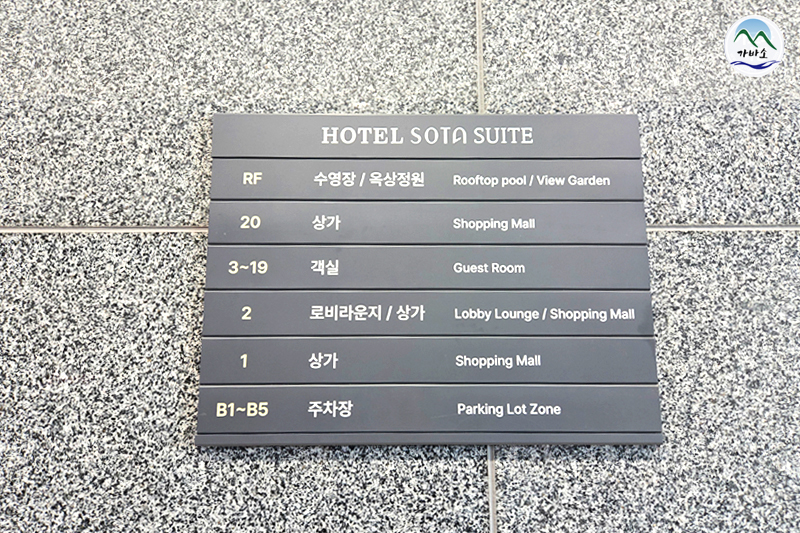 가바소
HOTEL SOTA SUITE
RF 수영장 / 옥상정원 Rooftop pool / View Garden
20 상가 Shopping Mall
3~19 객실 Guest Room
2 로비라운지 / 상가 Lobby Lounge / Shopping Mall
1 상가 Shopping Mall
B1~B5 주차장 Parking Lot Zone